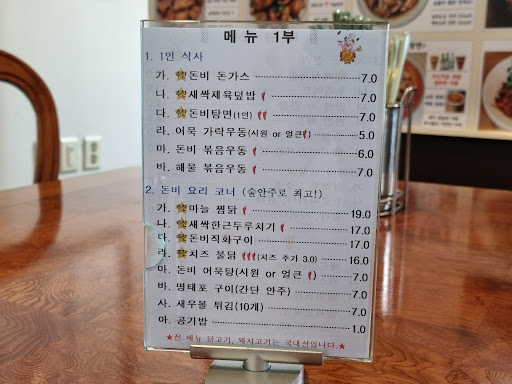 메뉴 1부
1. 1인 식사
가. 돈비 돈가스 7.0
나. 새싹제육덮밥 7.0
다. 돈비탕면(1인) 7.0
라. 어묵 가락우동(시원 or 얼큰) 5.0
마. 돈비 볶음우동 6.0
바. 해물 볶음우동 7.0
2. 돈비 요리 코너 (술안주로 최고!)
가. 마늘 찜닭 19.0
나. 새싹한근두루치기 17.0
다. 돈비직화구이 17.0
라. 치즈 불닭 (치즈 추가 3.0) 16.0
마. 돈비 어묵탕(시원 or 얼큰) 7.0
바. 명태포 구이(간단 안주) 7.0
사. 새우볼 튀김(10개) 7.0
아. 공기밥 1.0
★전 메뉴 닭고기, 돼지고기는 국내산입니다.★